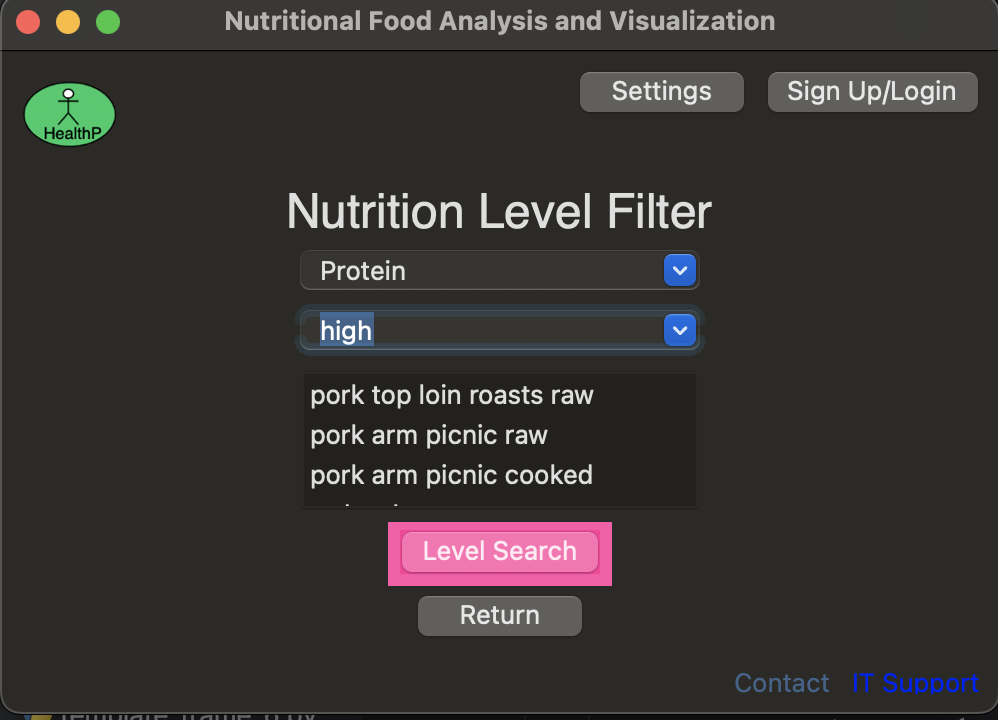 Nutritional Food Analysis and Visualization
Settings
Sign Up/Login
HealthP
Nutrition Level Filter
Protein
high
pork top loin roasts raw
pork arm picnic raw
pork arm picnic cooked
Level Search
Return
Contact
IT Support